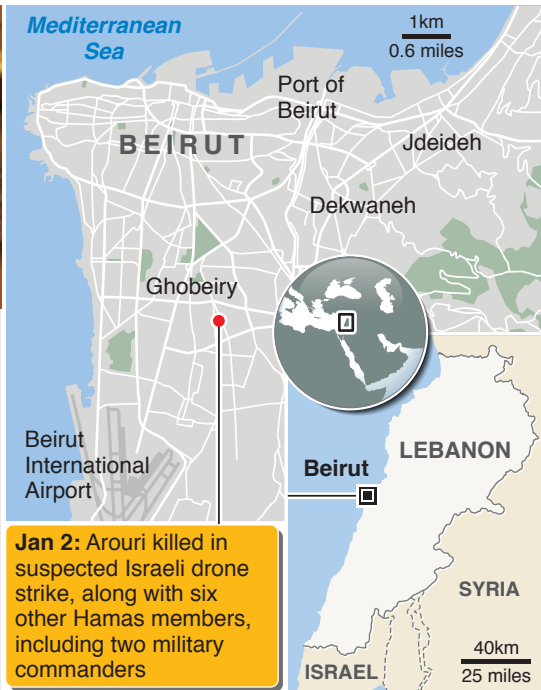 Mediterranean
Sea
1km
0.6 miles
Port of
Beirut
BEIRUT
Jdeideh
Dekwaneh
Ghobeiry
Beirut
International
Airport
Beirut
LEBANON
SYRIA
ISRAEL
40km
25 miles
Jan 2: Arouri killed in
suspected Israeli drone
strike, along with six
other Hamas members,
including two military
commanders